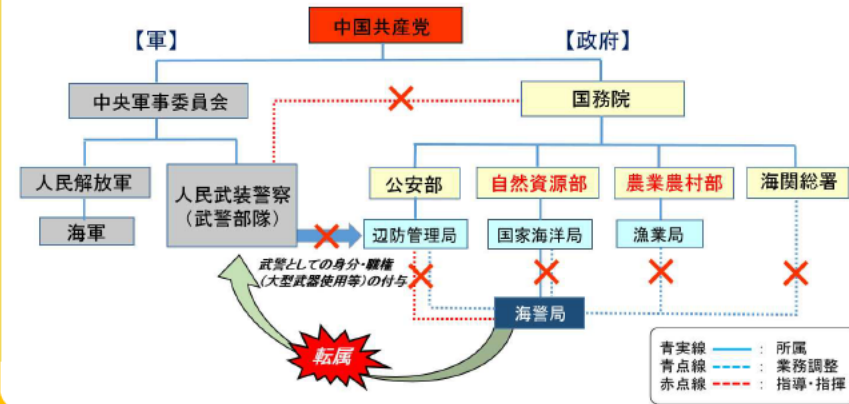 中国共産党
【軍】
【政府】
中央軍事委員会
国務院
人民解放軍
人民武装警察
(武警部隊)
公安部
自然資源部
農業農村部
海関総署
海軍
辺防管理局
国家海洋局
漁業局
武警としての身分・職権
(大型武器使用等)の付与
海警局
転属
青実線 : 所属
青点線 : 業務調整
赤点線 : 指導・指揮